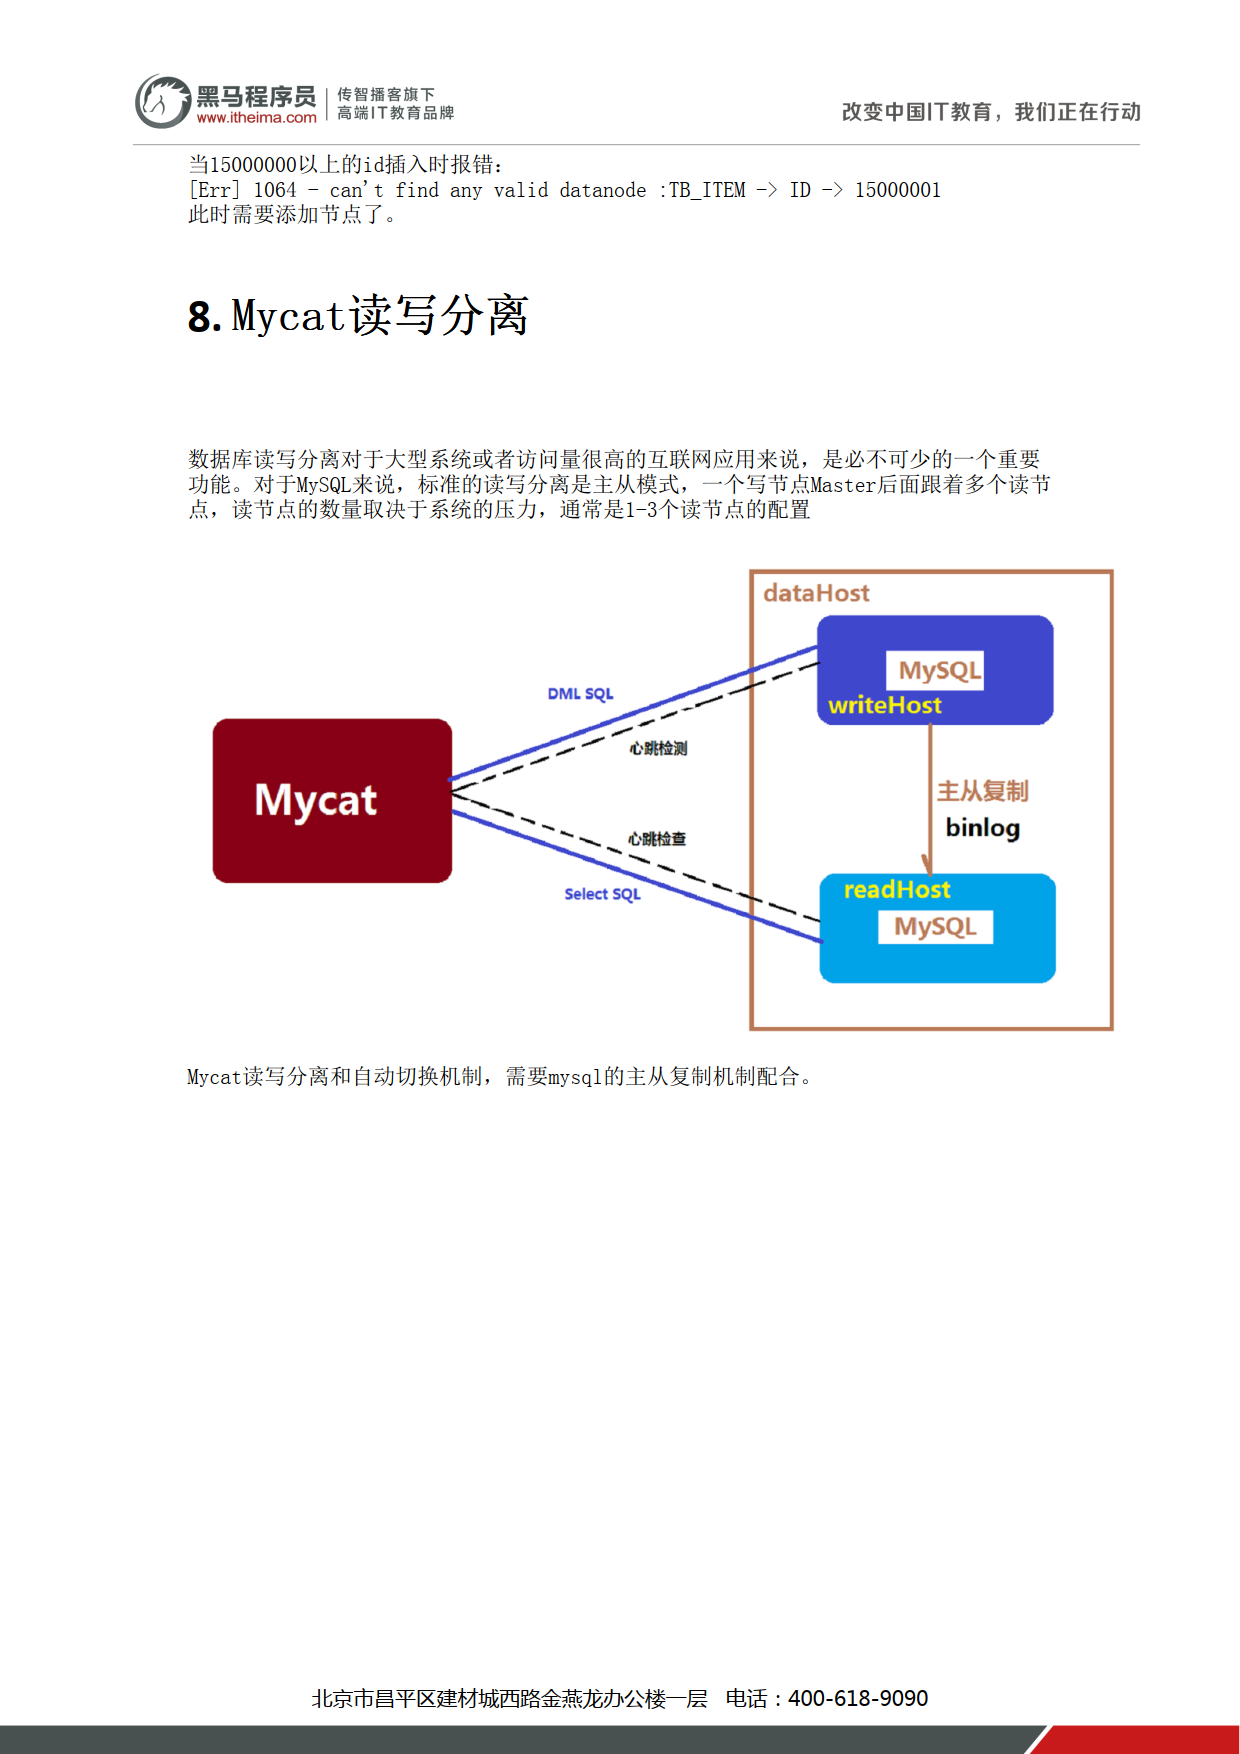 黑马程序员
www.itheima.com
传智播客旗下
高端IT教育品牌
改变中国IT教育，我们正在行动
当15000000以上的id插入时报错：
[Err] 1064 - can't find any valid datanode :TB_ITEM -> ID -> 15000001
此时需要添加节点了。
8. Mycat读写分离
数据库读写分离对于大型系统或者访问量很高的互联网应用来说，是必不可少的一个重要
功能。对于MySQL来说，标准的读写分离是主从模式，一个写节点Master后面跟着多个读节
点，读节点的数量取决于系统的压力，通常是1-3个读节点的配置
dataHost
MySQL
writeHost
DML SQL
心跳检测
Mycat
主从复制
binlog
心跳检查
Select SQL
readHost
MySQL
Mycat读写分离和自动切换机制，需要mysql的主从复制机制配合。
北京市昌平区建材城西路金燕龙办公楼一层 电话：400-618-9090